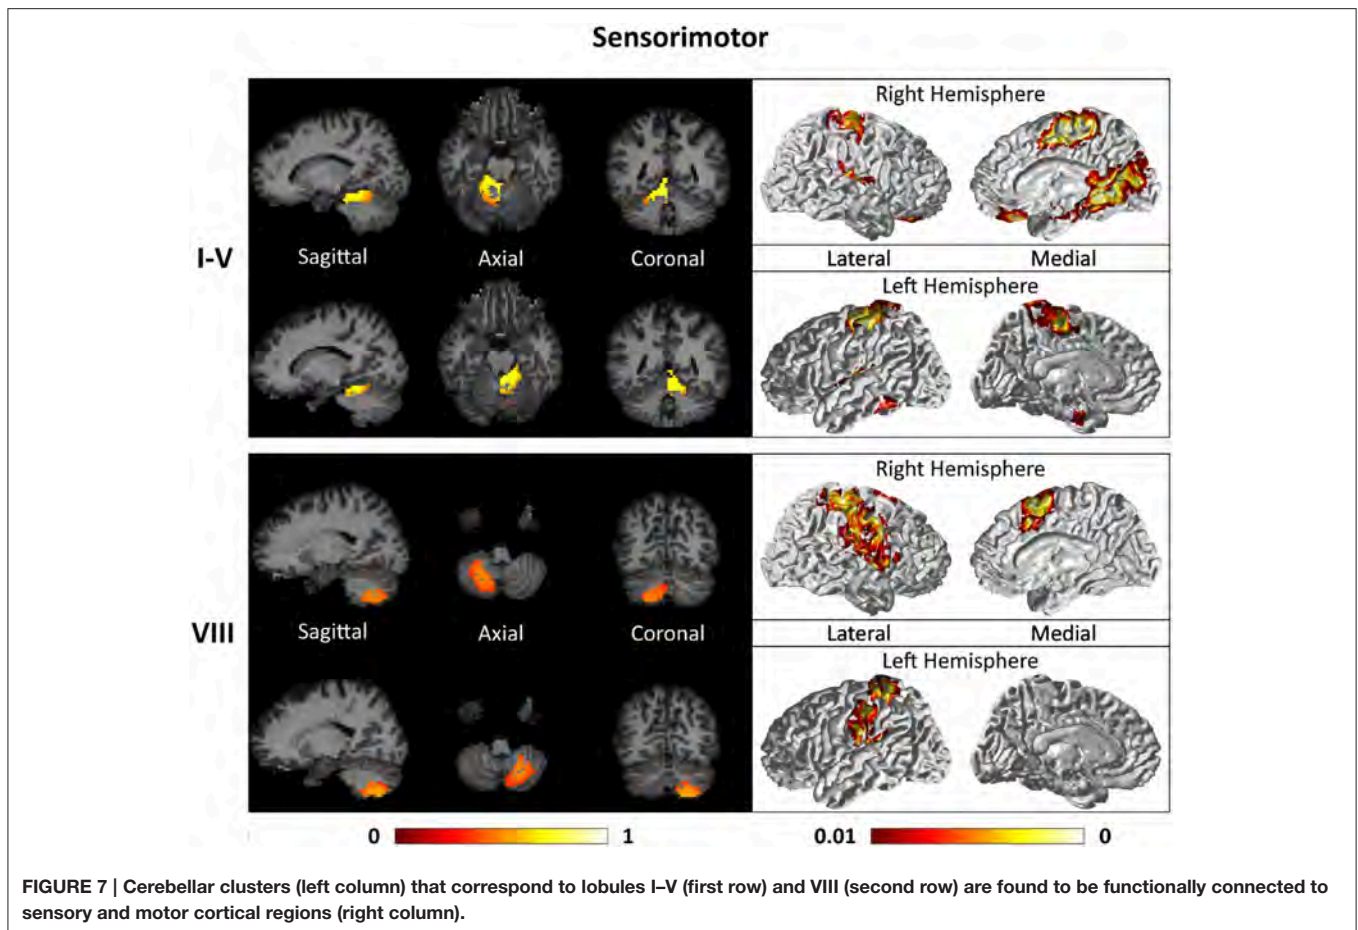 Sensorimotor
Right Hemisphere
I-V
Sagittal
Axial
Coronal
Lateral
Medial
Left Hemisphere
Right Hemisphere
VIII
Sagittal
Axial
Coronal
Lateral
Medial
Left Hemisphere
0
1
0.01
0
FIGURE 7 | Cerebellar clusters (left column) that correspond to lobules I–V (first row) and VIII (second row) are found to be functionally connected to
sensory and motor cortical regions (right column).